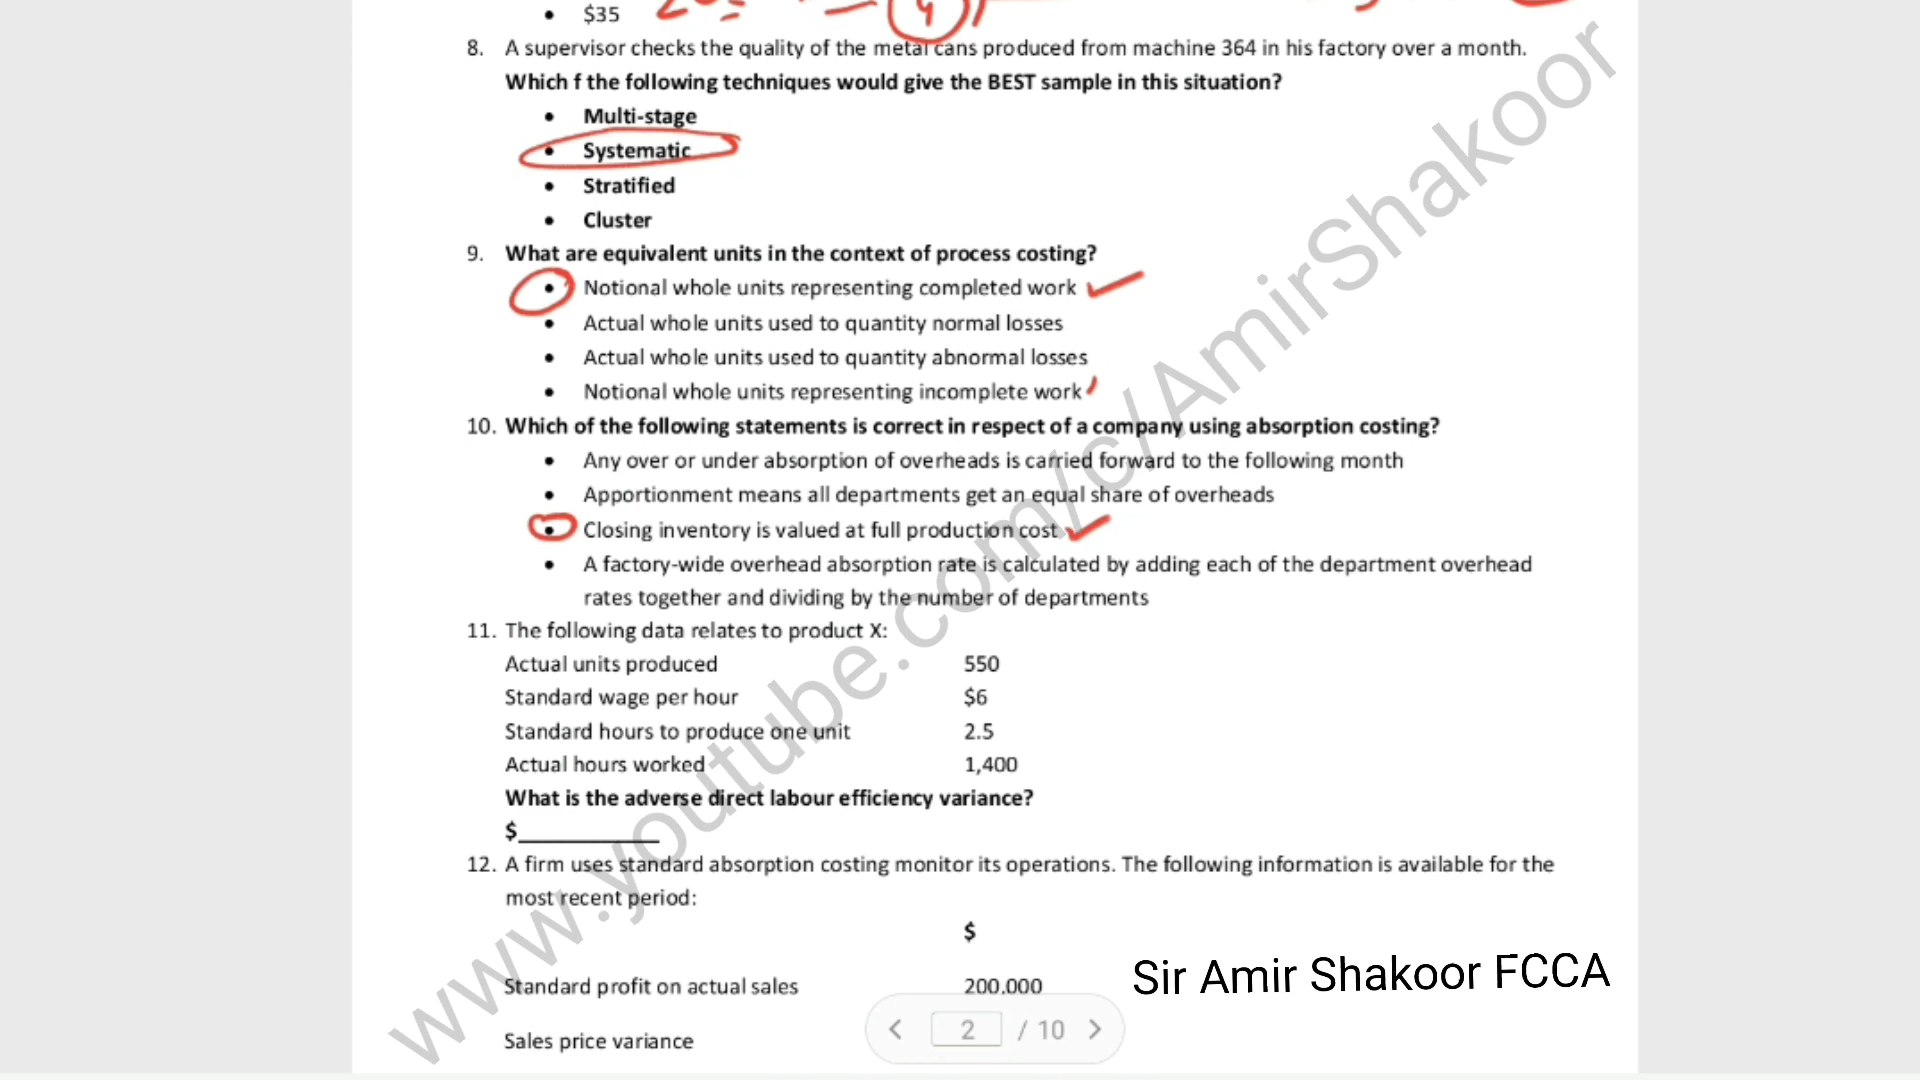 • $35
8. A supervisor checks the quality of the metal cans produced from machine 364 in his factory over a month.
Which f the following techniques would give the BEST sample in this situation?
• Multi-stage
• Systematic
• Stratified
• Cluster
9. What are equivalent units in the context of process costing?
• Notional whole units representing completed work
• Actual whole units used to quantity normal losses
• Actual whole units used to quantity abnormal losses
• Notional whole units representing incomplete work
10. Which of the following statements is correct in respect of a company using absorption costing?
• Any over or under absorption of overheads is carried forward to the following month
• Apportionment means all departments get an equal share of overheads
• Closing inventory is valued at full production cost
• A factory-wide overhead absorption rate is calculated by adding each of the department overhead
rates together and dividing by the number of departments
11. The following data relates to product X:
Actual units produced 550
Standard wage per hour $6
Standard hours to produce one unit 2.5
Actual hours worked 1,400
What is the adverse direct labour efficiency variance?
$____________
12. A firm uses standard absorption costing monitor its operations. The following information is available for the
most recent period:
$
Standard profit on actual sales 200,000
Sales price variance
Sir Amir Shakoor FCCA
2 / 10
www.youtube.com/c/AmirShakoor